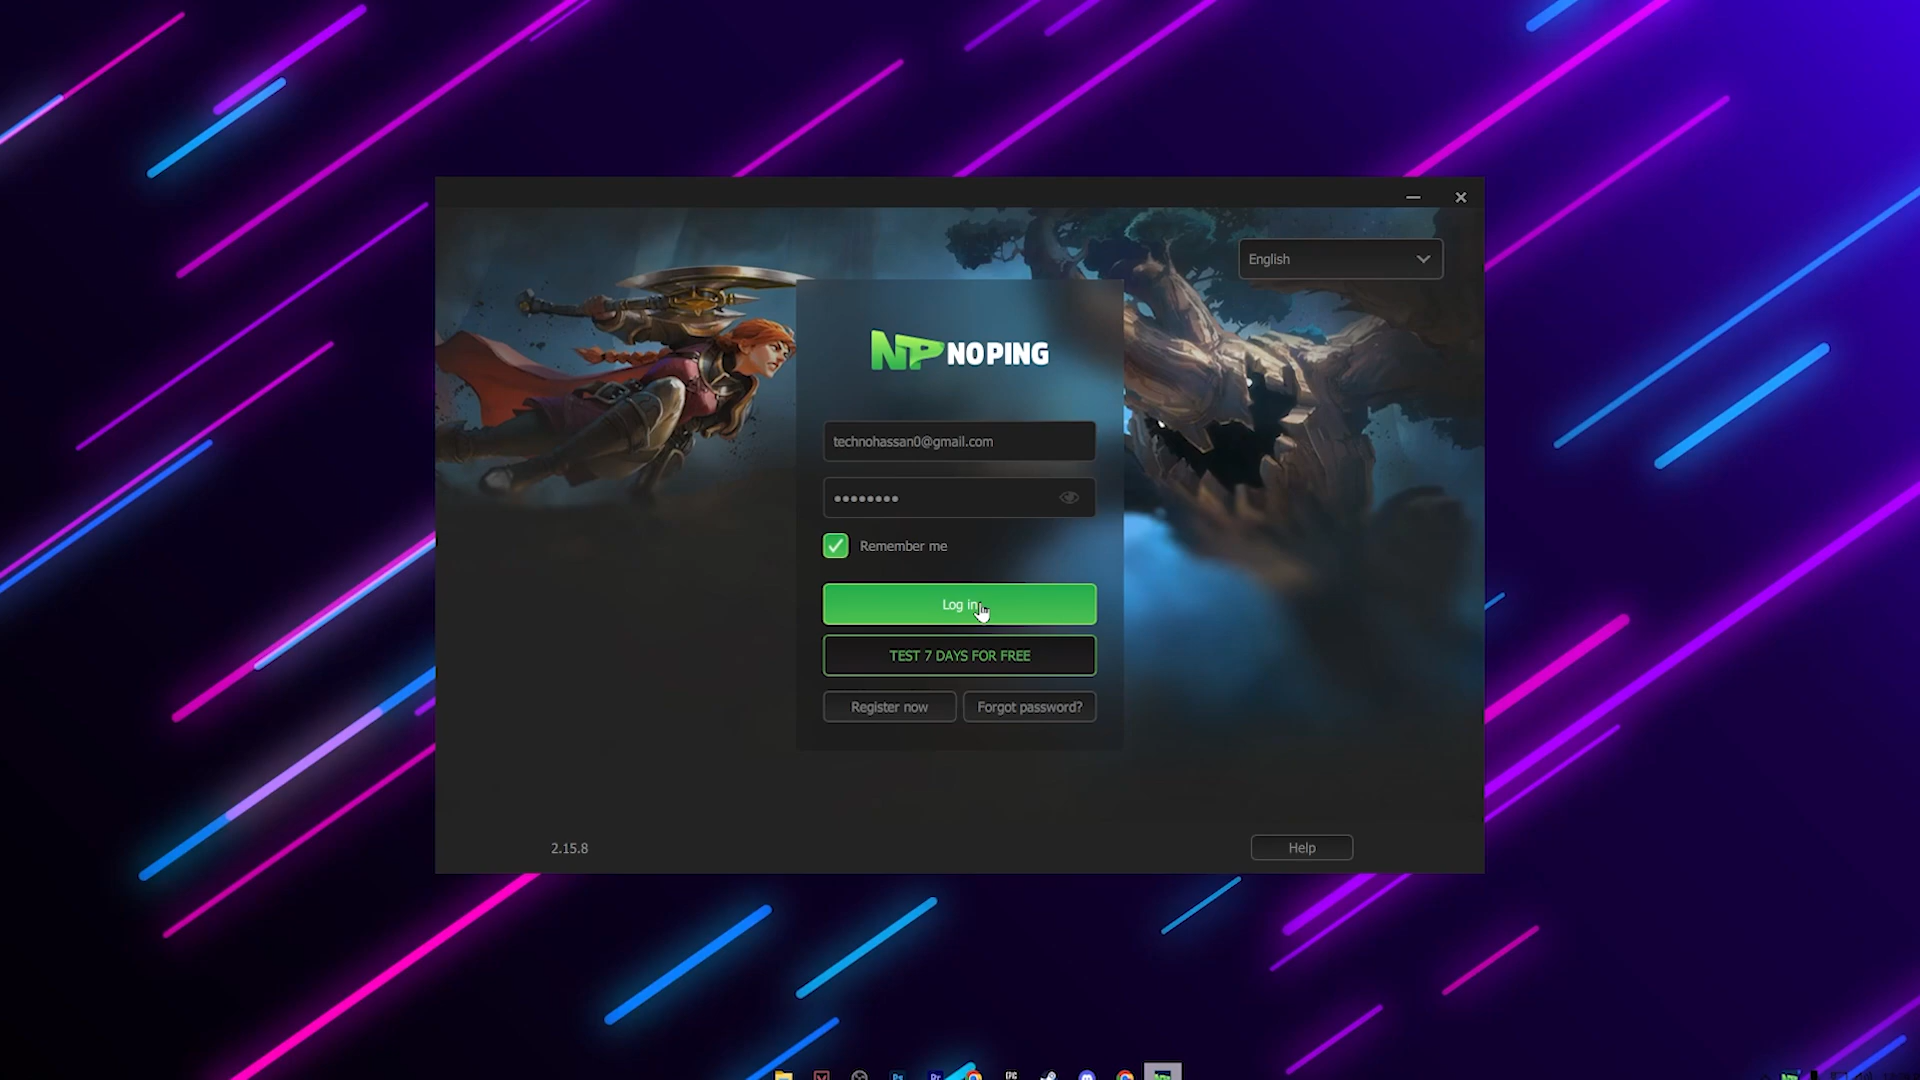 English
NP NOPING
technohassan0@gmail.com
Remember me
Log in
TEST 7 DAYS FOR FREE
Register now
Forgot password?
2.15.8
Help